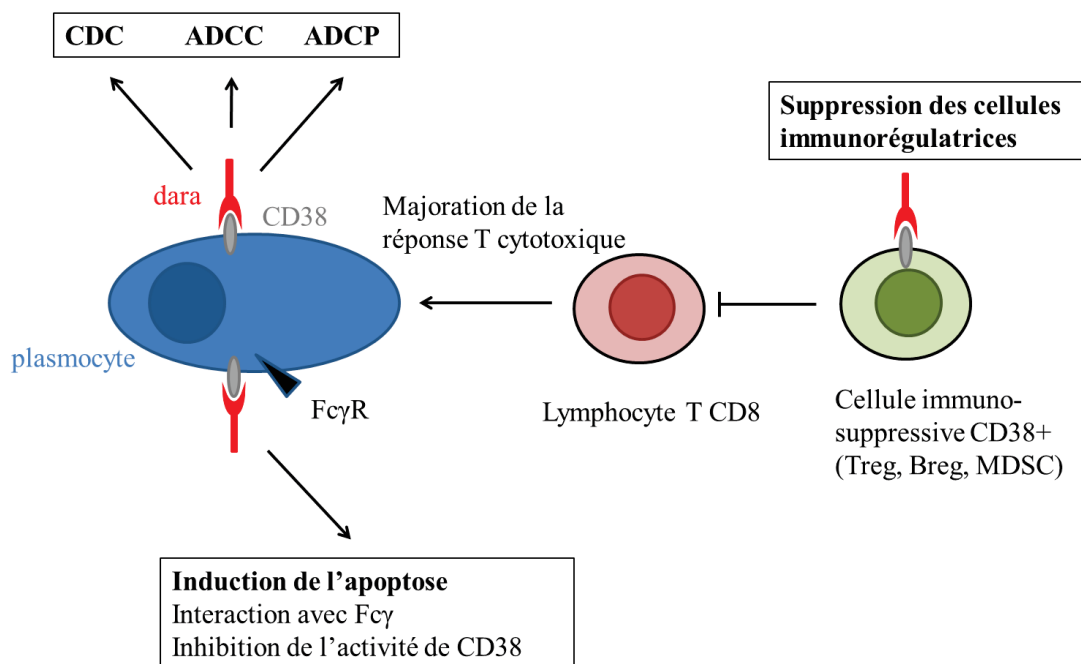 CDC ADCC ADCP
Suppression des cellules
immunorégulatrices
dara
CD38
Majoration de la
réponse T cytotoxique
plasmocyte
FcγR
Lymphocyte T CD8
Cellule immuno-
suppressive CD38+
(Treg, Breg, MDSC)
Induction de l’apoptose
Interaction avec Fcγ
Inhibition de l’activité de CD38